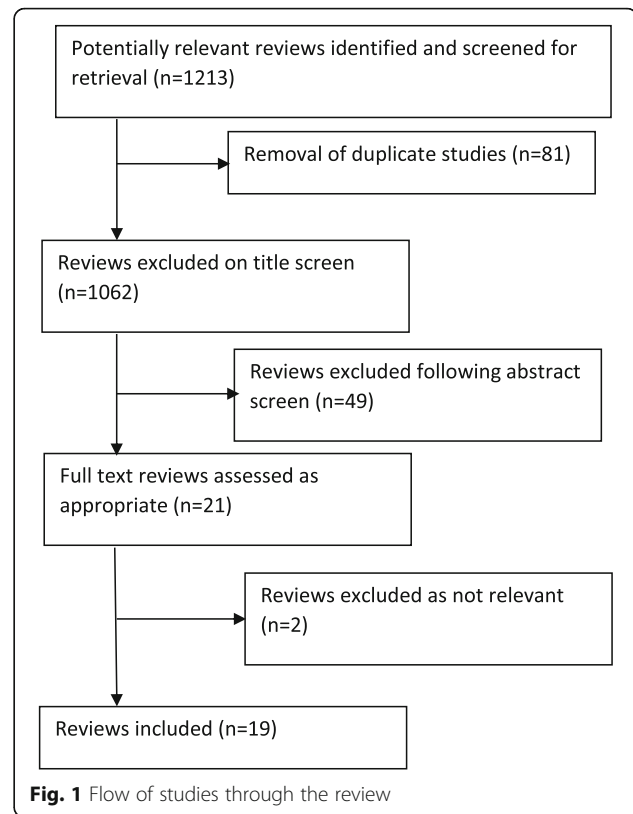 Potentially relevant reviews identified and screened for
retrieval (n=1213)
Removal of duplicate studies (n=81)
Reviews excluded on title screen
(n=1062)
Reviews excluded following abstract
screen (n=49)
Full text reviews assessed as
appropriate (n=21)
Reviews excluded as not relevant
(n=2)
Reviews included (n=19)
Fig. 1 Flow of studies through the review